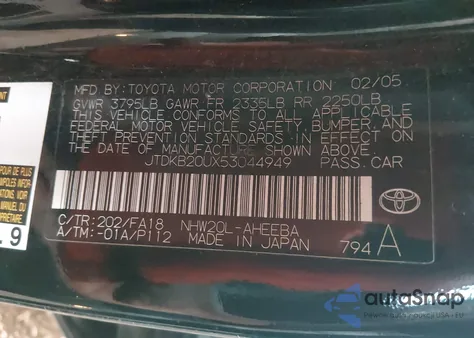 MFD. BY: TOYOTA MOTOR CORPORATION 02/05
GVWR 3795LB GAWR FR 2335LB RR 2250LB
THIS VEHICLE CONFORMS TO ALL APPLICABLE
FEDERAL MOTOR VEHICLE SAFETY, BUMPER, AND
THEFT PREVENTION STANDARDS IN EFFECT ON
THE DATE OF MANUFACTURE SHOWN ABOVE.
JTDKB20UX53044949 PASS. CAR
C/TR: 202/FA18 NHW20L-AHEEBA
A/TM: -01A/P112 MADE IN JAPAN 794 A
TOYOTA
.9
autoSnap